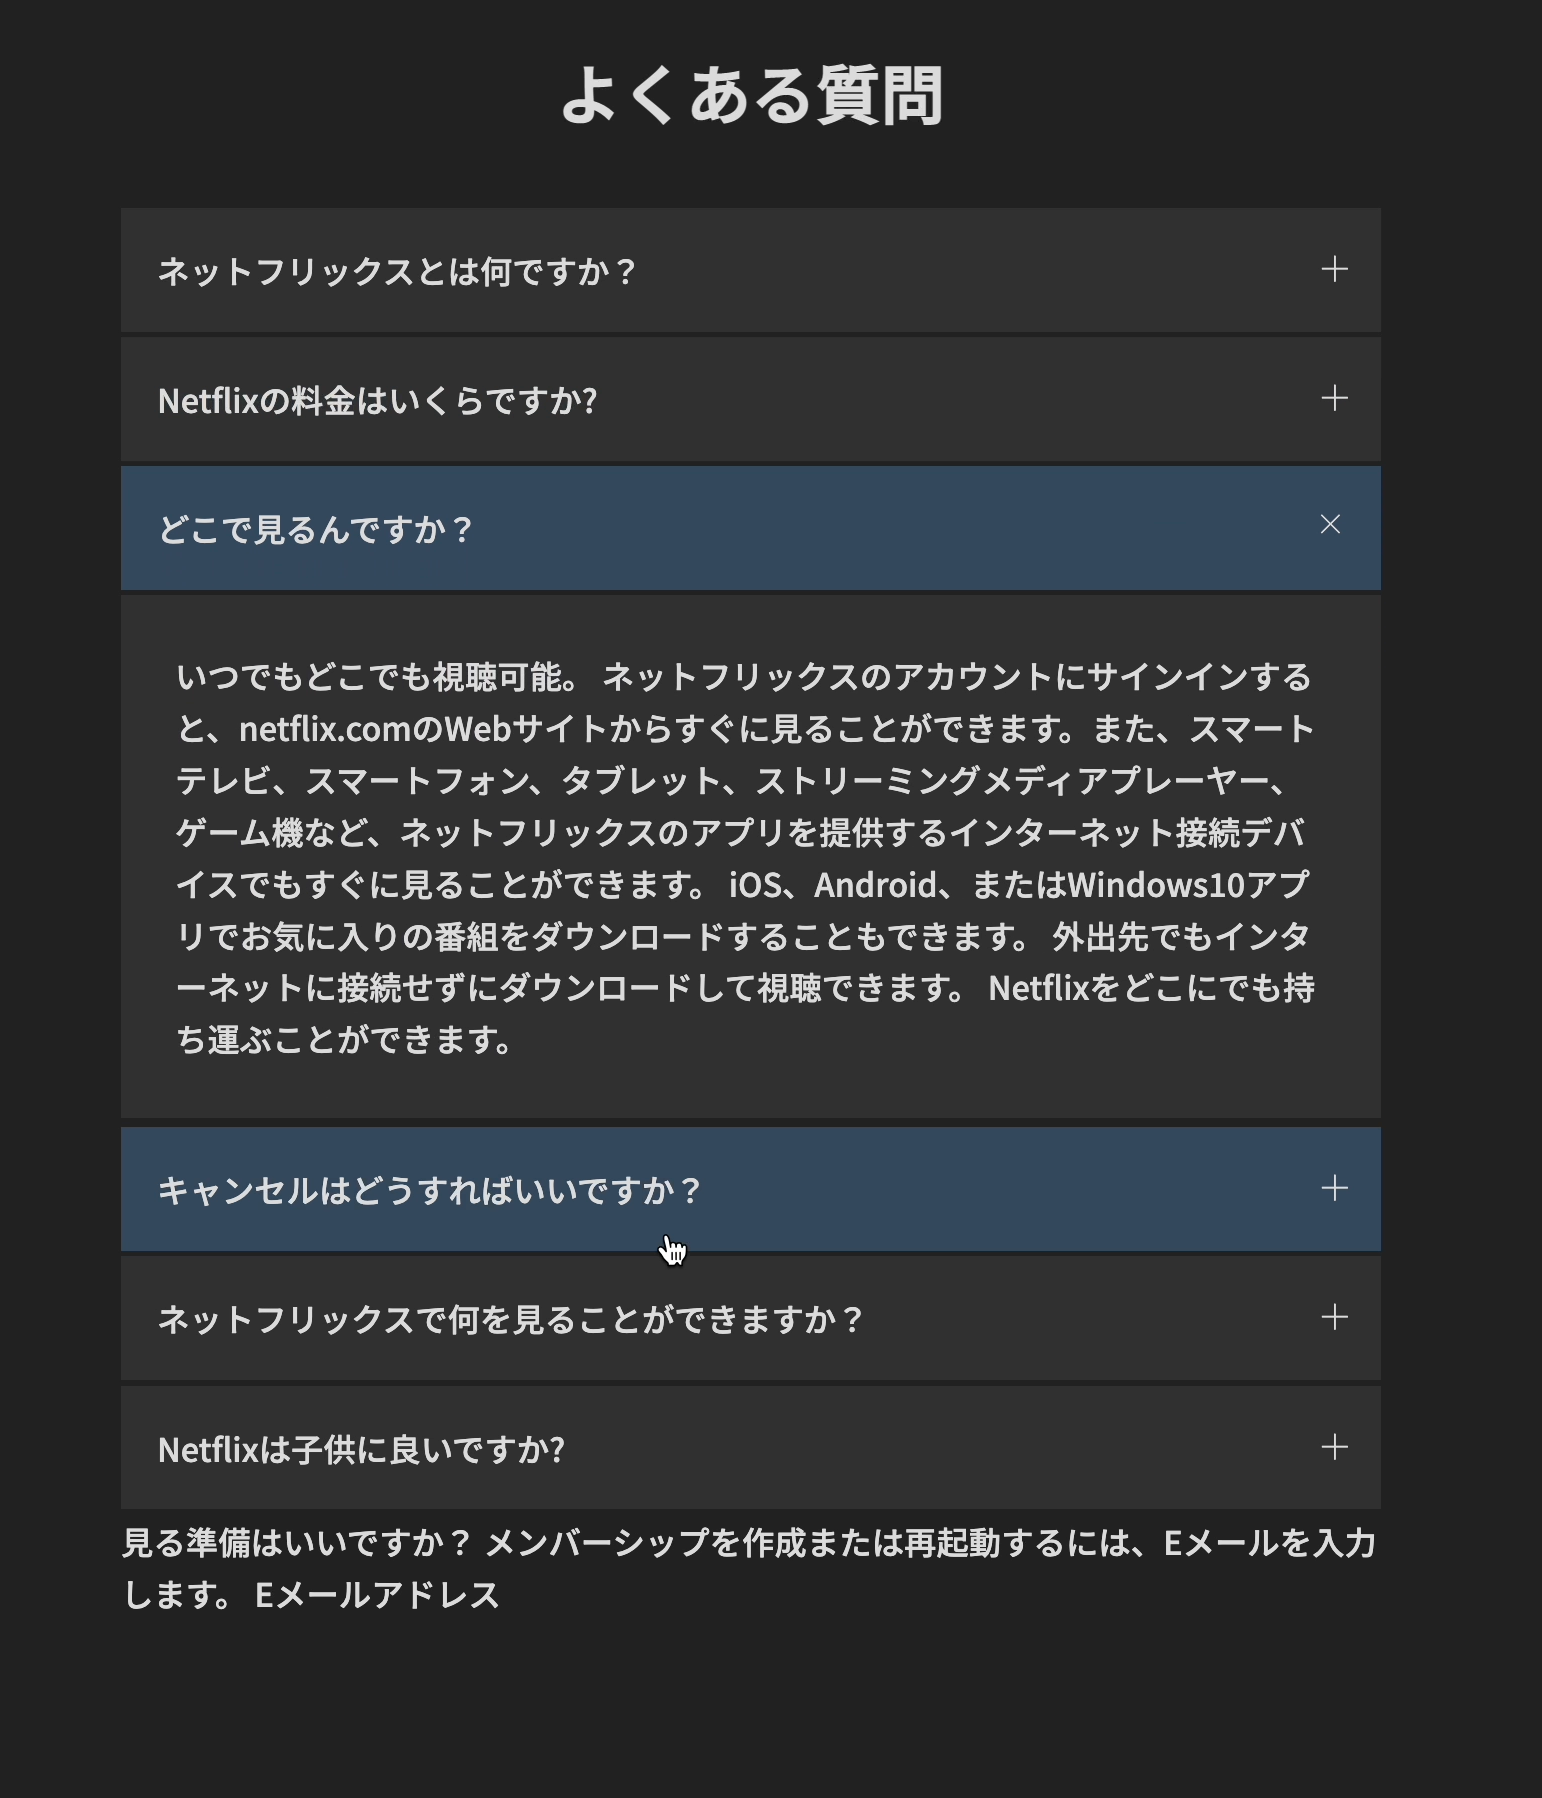 よくある質問
ネットフリックスとは何ですか？
Netflixの料金はいくらですか?
どこで見るんですか？
いつでもどこでも視聴可能。 ネットフリックスのアカウントにサインインする
と、netflix.comのWebサイトからすぐに見ることができます。また、スマート
テレビ、スマートフォン、タブレット、ストリーミングメディアプレーヤー、
ゲーム機など、ネットフリックスのアプリを提供するインターネット接続デバ
イスでもすぐに見ることができます。 iOS、Android、またはWindows10アプ
リでお気に入りの番組をダウンロードすることもできます。 外出先でもインタ
ーネットに接続せずにダウンロードして視聴できます。 Netflixをどこにでも持
ち運ぶことができます。
キャンセルはどうすればいいですか？
ネットフリックスで何を見ることができますか？
Netflixは子供に良いですか?
見る準備はいいですか？ メンバーシップを作成または再起動するには、Eメールを入力
します。 Eメールアドレス